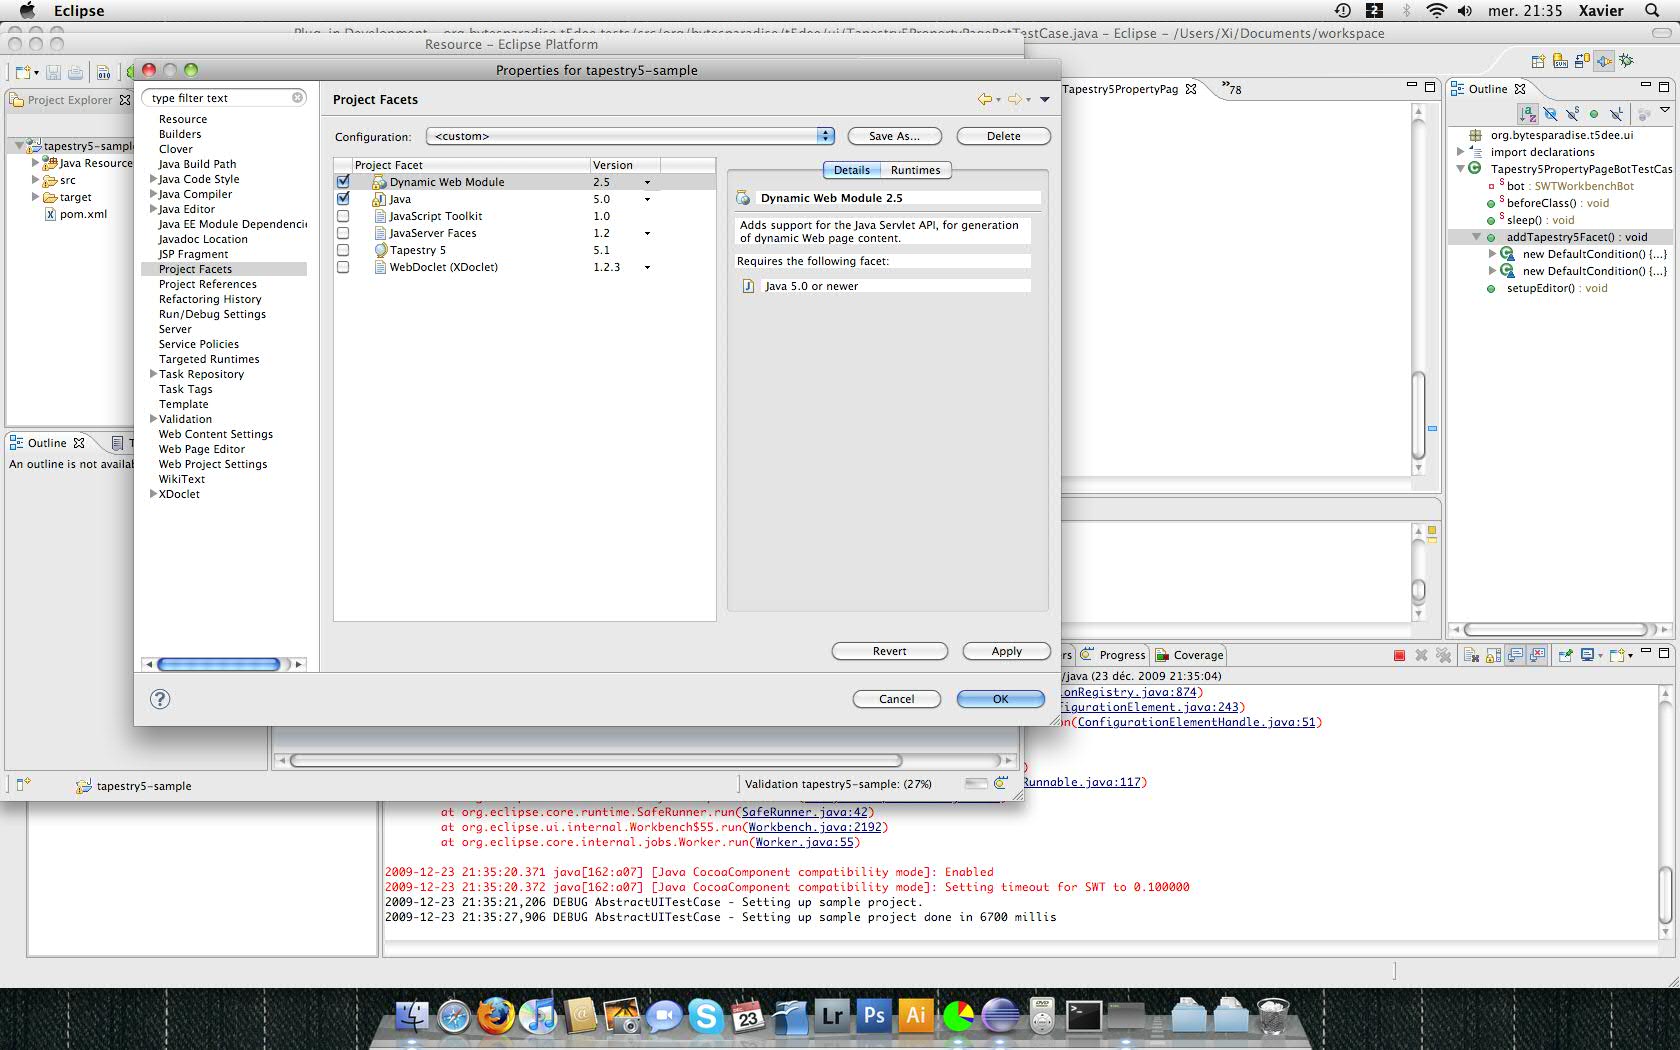 Eclipse
2
mer. 21:35 Xavier
Plug-in Development - org.bytesparadise.t5dee.tests/src/org/bytesparadise/t5dee/ui/Tapestry5PropertyPageBotTestCase.java - Eclipse - /Users/Xi/Documents/workspace
Resource - Eclipse Platform
Properties for tapestry5-sample
Project Explorer
tapestry5-sample
Java Resource
src
target
pom.xml
Outline
An outline is not availab
type filter text
Resource
Builders
Clover
Java Build Path
Java Code Style
Java Compiler
Java Editor
Java EE Module Dependencie
Javadoc Location
JSP Fragment
Project Facets
Project References
Refactoring History
Run/Debug Settings
Server
Service Policies
Targeted Runtimes
Task Repository
Task Tags
Template
Validation
Web Content Settings
Web Page Editor
Web Project Settings
WikiText
XDoclet
Project Facets
Configuration: <custom> Save As... Delete
Project Facet Version
Dynamic Web Module 2.5
Java 5.0
JavaScript Toolkit 1.0
JavaServer Faces 1.2
Tapestry 5 5.1
WebDoclet (XDoclet) 1.2.3
Details Runtimes
Dynamic Web Module 2.5
Adds support for the Java Servlet API, for generation
of dynamic Web page content.
Requires the following facet:
Java 5.0 or newer
Revert Apply
Cancel OK
tapestry5-sample
Validation tapestry5-sample: (27%)
Tapestry5PropertyPag
78
Outline
org.bytesparadise.t5dee.ui
import declarations
Tapestry5PropertyPageBotTestCas
bot : SWTWorkbenchBot
beforeClass() : void
sleep() : void
addTapestry5Facet() : void
new DefaultCondition() {...}
new DefaultCondition() {...}
setupEditor() : void
rs Progress Coverage
/java (23 déc. 2009 21:35:04)
onRegistry.java:874)
figurationElement.java:243)
on(ConfigurationElementHandle.java:51)
)
Runnable.java:117)
at org.eclipse.core.runtime.SafeRunner.run(SafeRunner.java:42)
at org.eclipse.ui.internal.Workbench$55.run(Workbench.java:2192)
at org.eclipse.core.internal.jobs.Worker.run(Worker.java:55)
2009-12-23 21:35:20.371 java[162:a07] [Java CocoaComponent compatibility mode]: Enabled
2009-12-23 21:35:20.372 java[162:a07] [Java CocoaComponent compatibility mode]: Setting timeout for SWT to 0.100000
2009-12-23 21:35:21,206 DEBUG AbstractUITestCase - Setting up sample project.
2009-12-23 21:35:27,906 DEBUG AbstractUITestCase - Setting up sample project done in 6700 millis
23
Lr
Ps
Ai